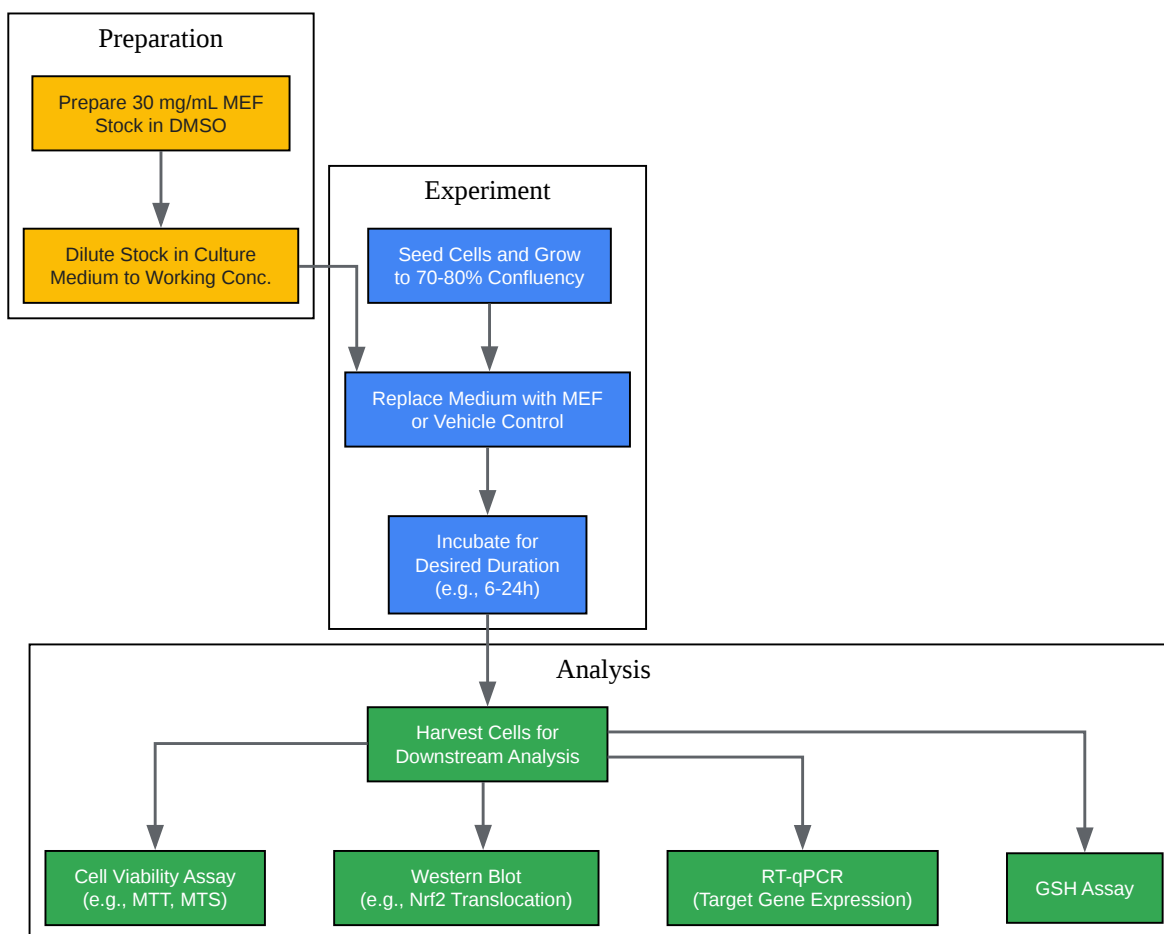 Preparation
Prepare 30 mg/mL MEF
Stock in DMSO
Dilute Stock in Culture
Medium to Working Conc.
Experiment
Seed Cells and Grow
to 70-80% Confluency
Replace Medium with MEF
or Vehicle Control
Incubate for
Desired Duration
(e.g., 6-24h)
Analysis
Harvest Cells for
Downstream Analysis
Cell Viability Assay
(e.g., MTT, MTS)
Western Blot
(e.g., Nrf2 Translocation)
RT-qPCR
(Target Gene Expression)
GSH Assay